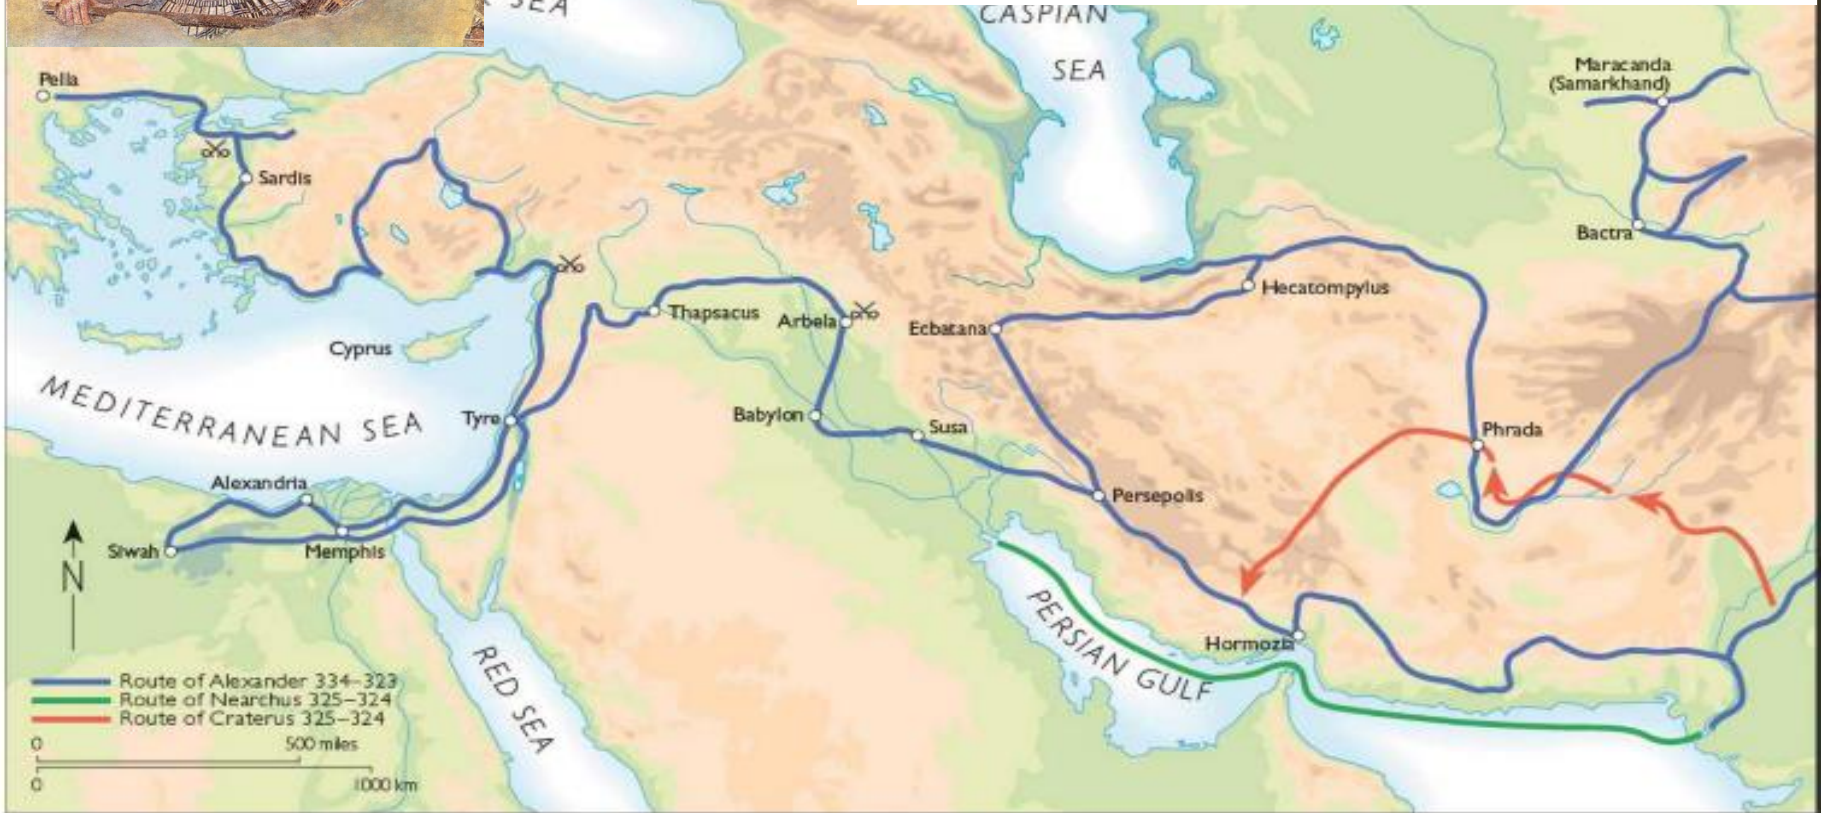 SEA
CASPIAN
SEA
Pella
Maracanda
(Samarkhand)
Sardis
Bactra
Hecatompylus
Thapsacus
Arbela
Ecbatana
Cyprus
MEDITERRANEAN SEA
Tyre
Babylon
Susa
Phrada
Alexandria
Persepolis
Siwah
Memphis
N
PERSIAN GULF
Hormozia
RED SEA
Route of Alexander 334–323
Route of Nearchus 325–324
Route of Craterus 325–324
0
500 miles
0
1000 km